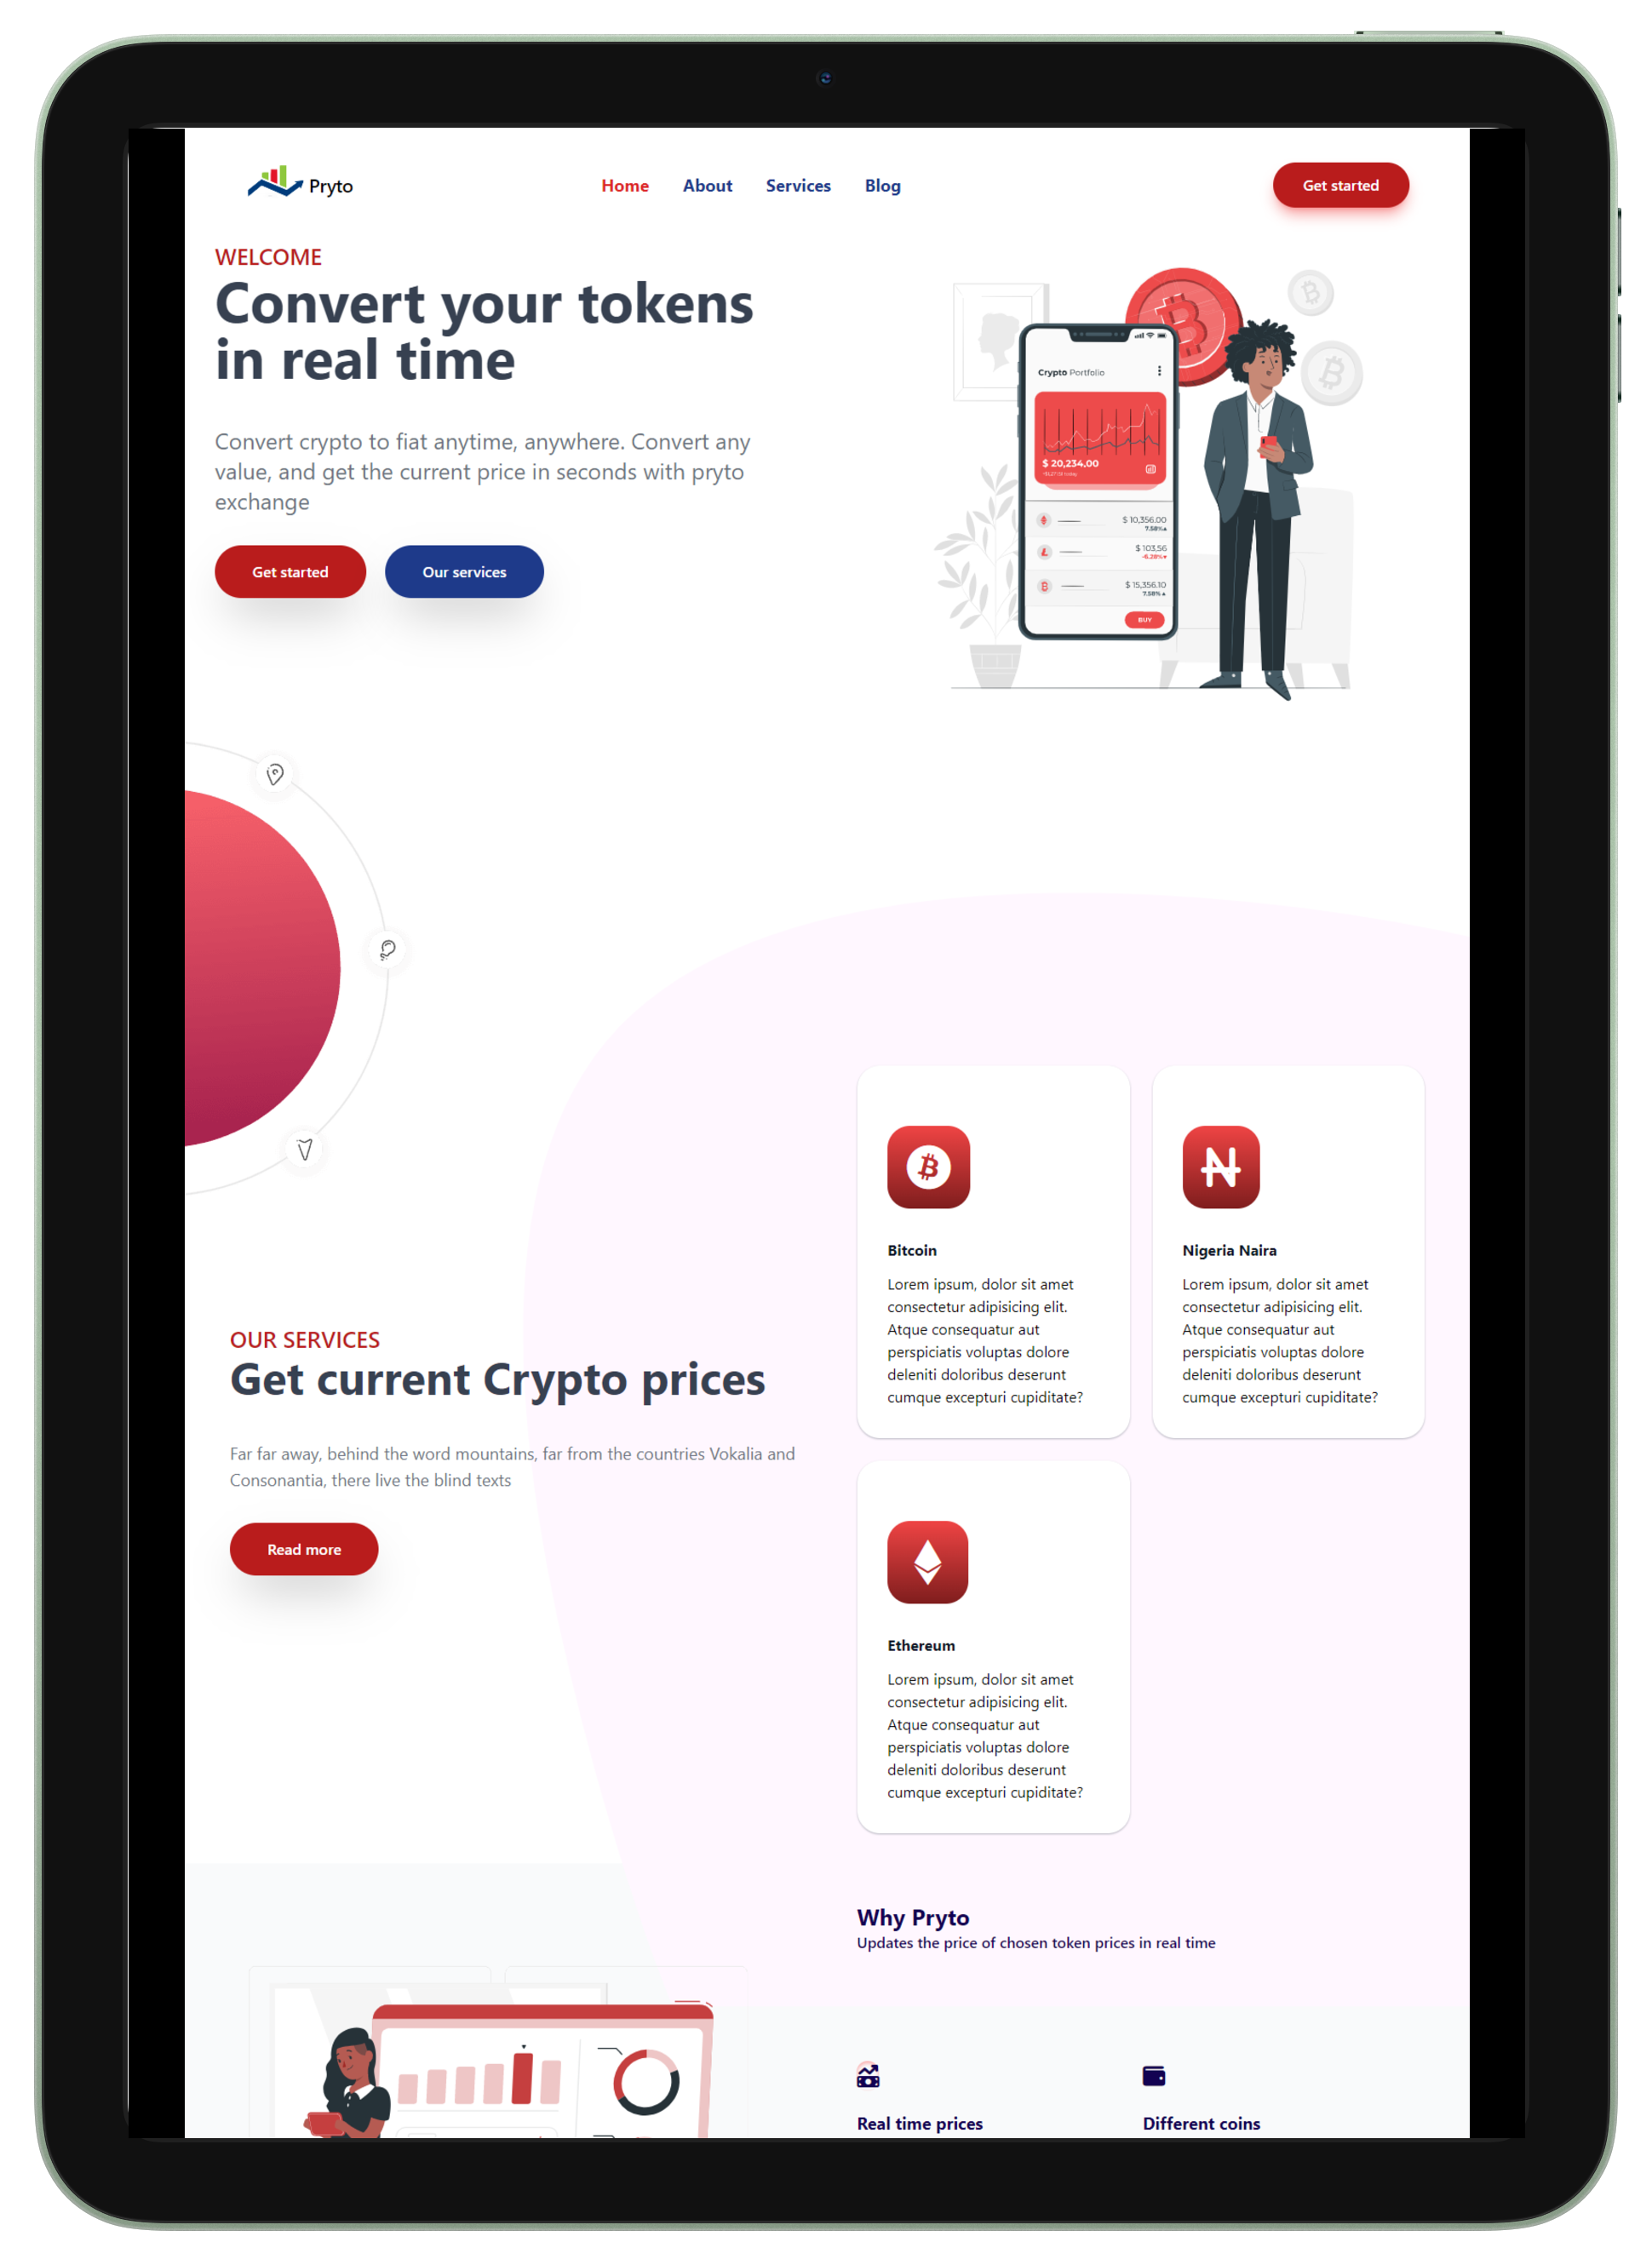 Pryto
Home About Services Blog
Get started
WELCOME
Convert your tokens
in real time
Convert crypto to fiat anytime, anywhere. Convert any
value, and get the current price in seconds with pryto
exchange
Get started
Our services
Crypto Portfolio
$ 20,234.00
$ 10,356.00
7.58%
$ 103,56
-6.28%
$ 15,356.10
7.58%
BUY
OUR SERVICES
Get current Crypto prices
Far far away, behind the word mountains, far from the countries Vokalia and
Consonantia, there live the blind texts
Read more
Bitcoin
Lorem ipsum, dolor sit amet
consectetur adipisicing elit.
Atque consequatur aut
perspiciatis voluptas dolore
deleniti doloribus deserunt
cumque excepturi cupiditate?
Nigeria Naira
Lorem ipsum, dolor sit amet
consectetur adipisicing elit.
Atque consequatur aut
perspiciatis voluptas dolore
deleniti doloribus deserunt
cumque excepturi cupiditate?
Ethereum
Lorem ipsum, dolor sit amet
consectetur adipisicing elit.
Atque consequatur aut
perspiciatis voluptas dolore
deleniti doloribus deserunt
cumque excepturi cupiditate?
Why Pryto
Updates the price of chosen token prices in real time
Real time prices
Different coins